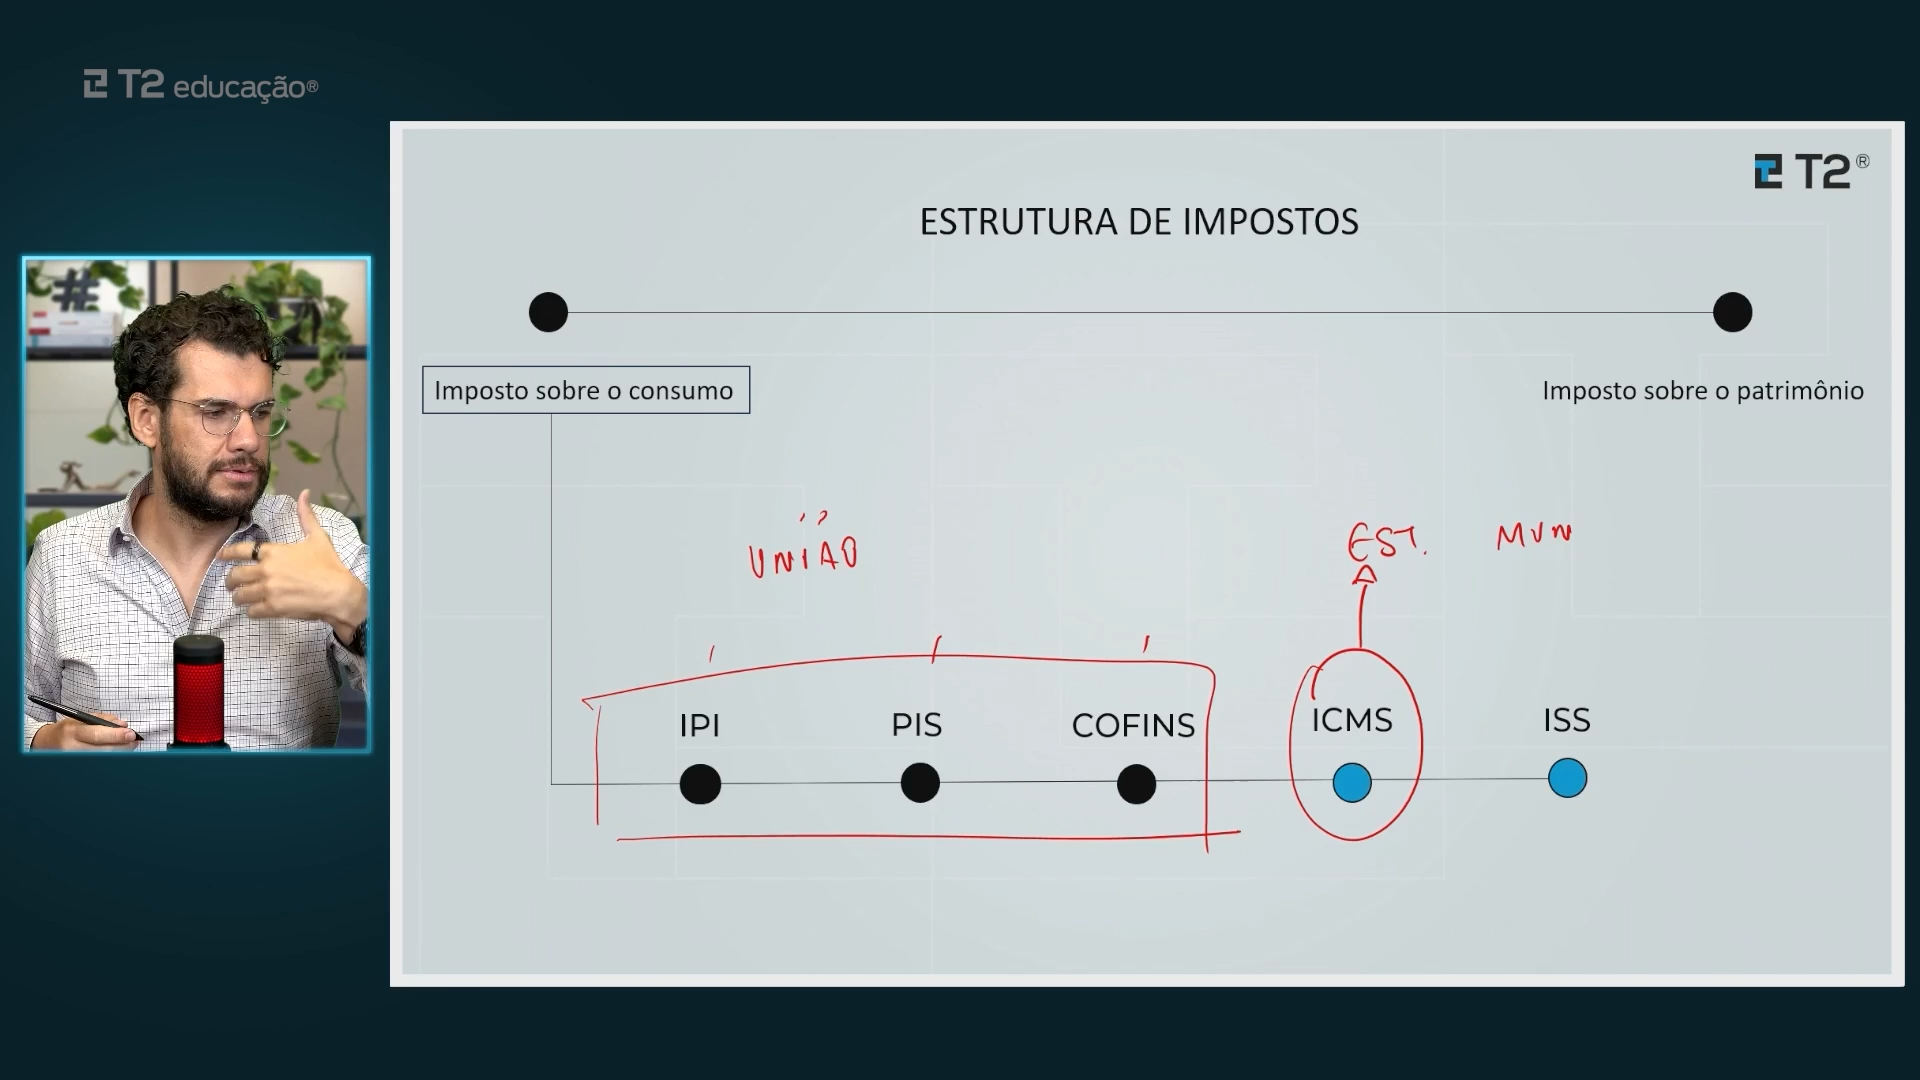 T2 educação®
T2®
ESTRUTURA DE IMPOSTOS
Imposto sobre o consumo
Imposto sobre o patrimônio
UNIAO
EST. MUN
IPI PIS COFINS ICMS ISS